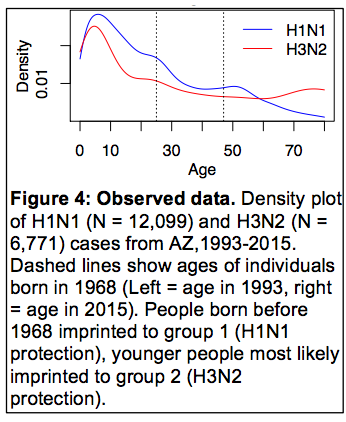 H1N1
H3N2
Density
0.01
0 10 30 50 70
Age
Figure 4: Observed data. Density plot
of H1N1 (N = 12,099) and H3N2 (N =
6,771) cases from AZ,1993-2015.
Dashed lines show ages of individuals
born in 1968 (Left = age in 1993, right
= age in 2015). People born before
1968 imprinted to group 1 (H1N1
protection), younger people most likely
imprinted to group 2 (H3N2
protection).